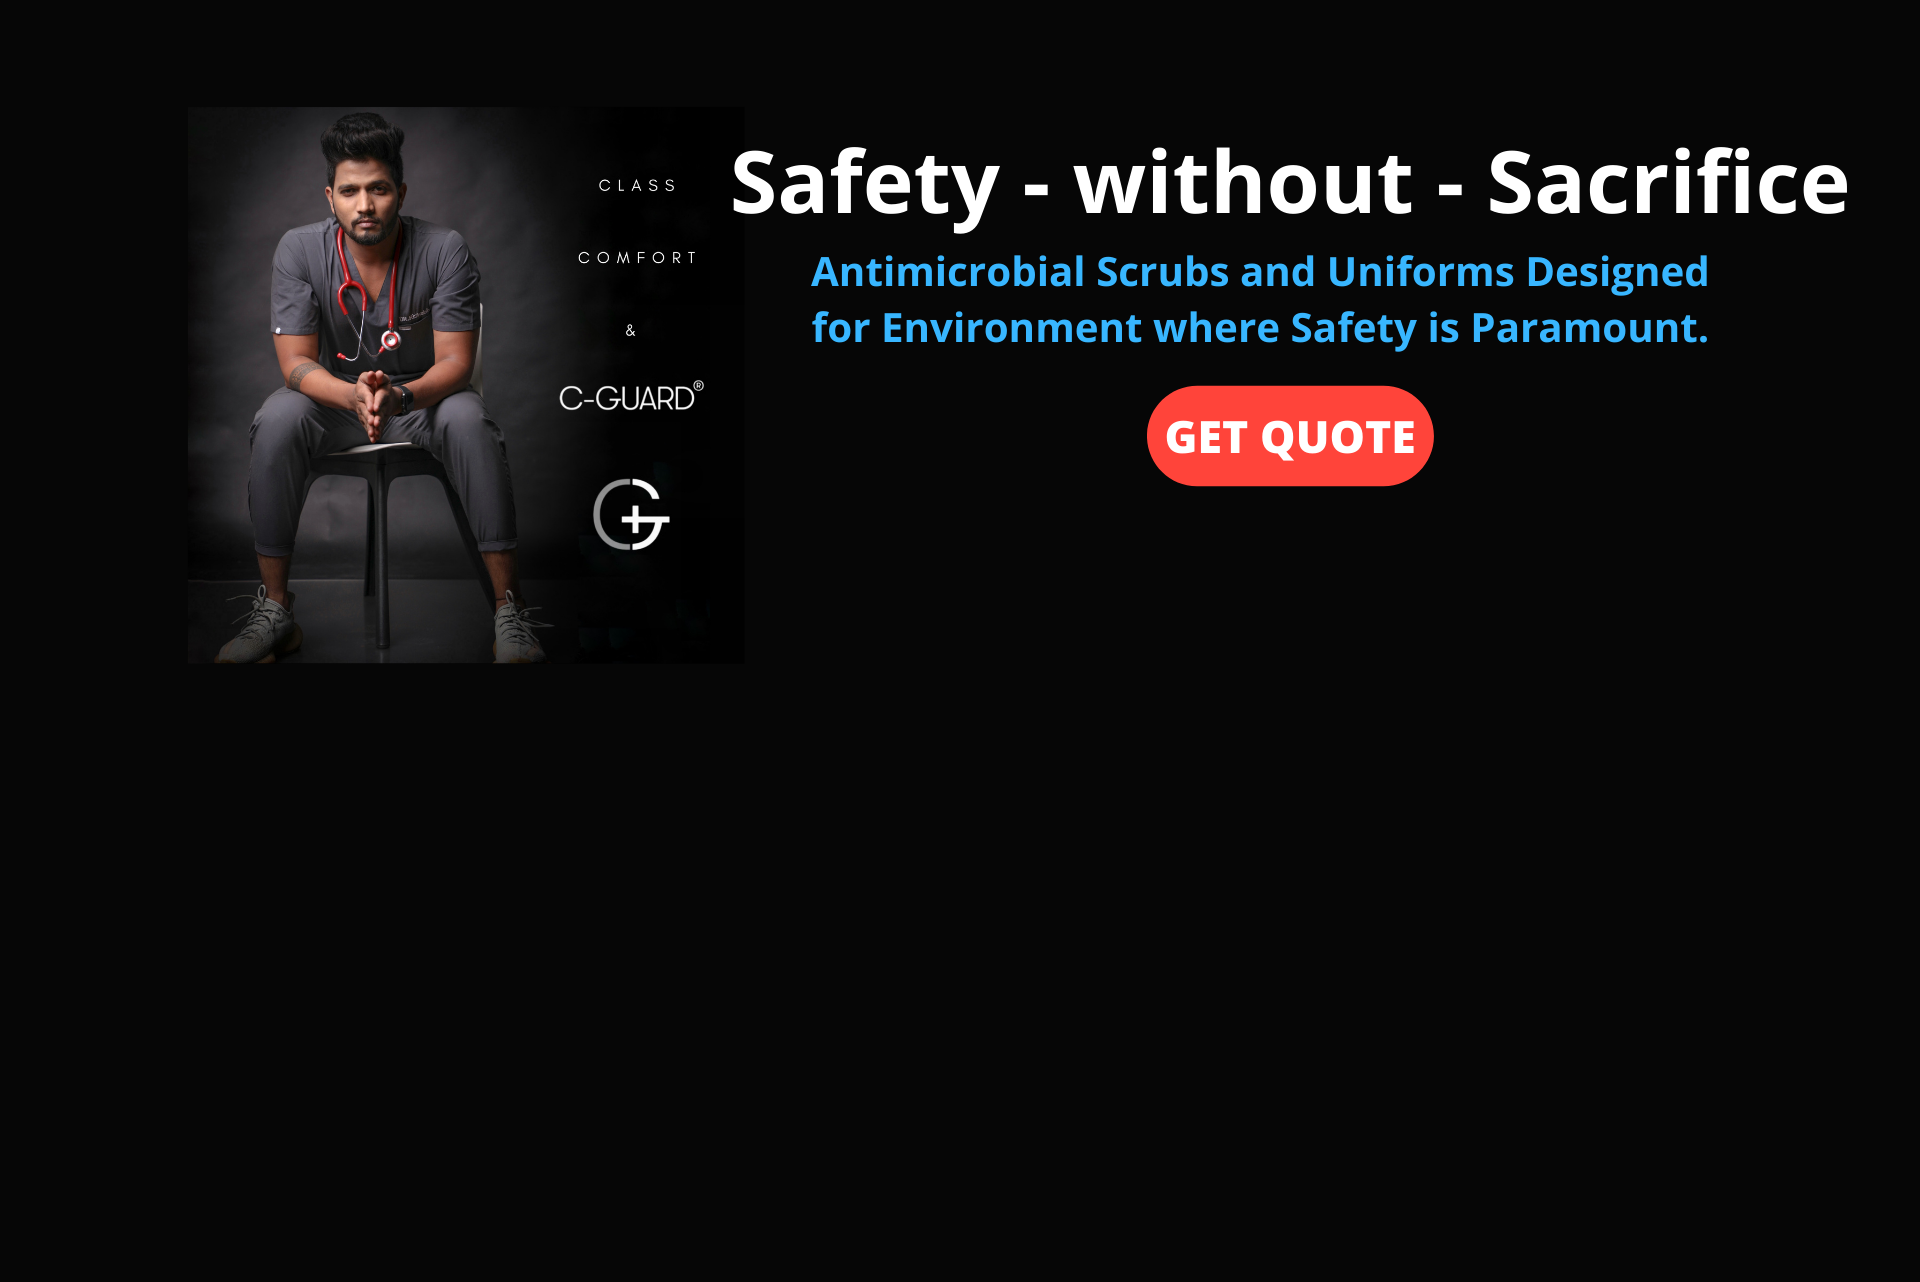 CLASS
COMFORT
&
C-GUARD®
Safety - without - Sacrifice
Antimicrobial Scrubs and Uniforms Designed
for Environment where Safety is Paramount.
GET QUOTE